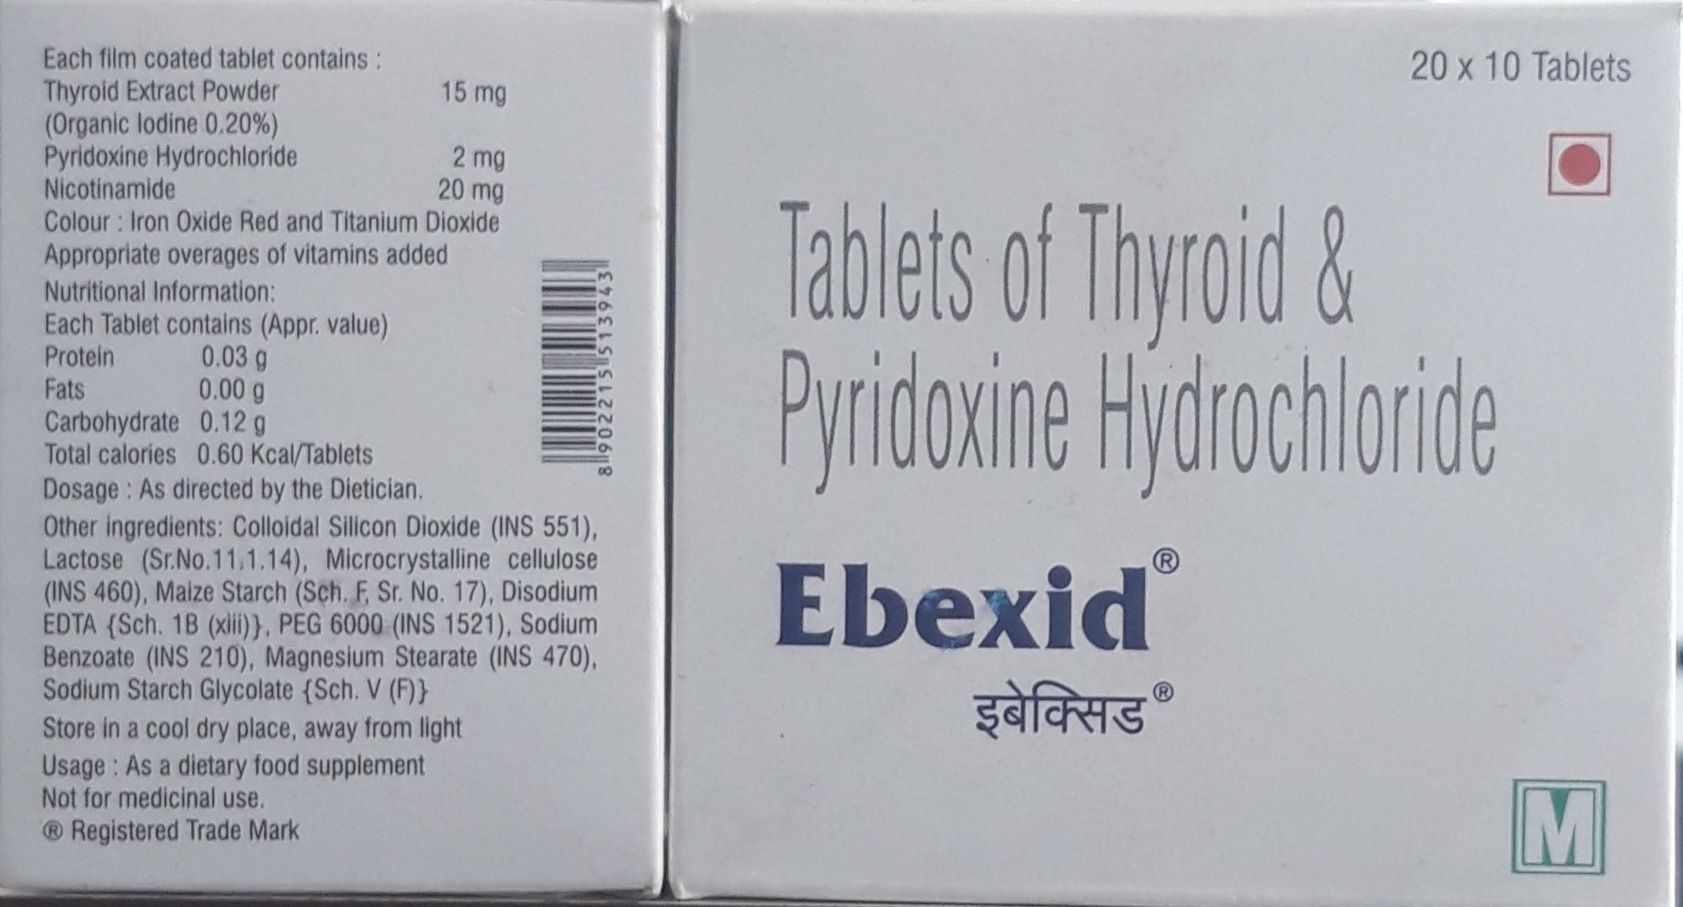 Each film coated tablet contains :
Thyroid Extract Powder 15 mg
(Organic Iodine 0.20%)
Pyridoxine Hydrochloride 2 mg
Nicotinamide 20 mg
Colour : Iron Oxide Red and Titanium Dioxide
Appropriate overages of vitamins added
Nutritional Information:
Each Tablet contains (Appr. value)
Protein 0.03 g
Fats 0.00 g
Carbohydrate 0.12 g
Total calories 0.60 Kcal/Tablets
Dosage : As directed by the Dietician.
Other ingredients: Colloidal Silicon Dioxide (INS 551),
Lactose (Sr.No.11.1.14), Microcrystalline cellulose
(INS 460), Maize Starch (Sch. F, Sr. No. 17), Disodium
EDTA {Sch. 1B (xiii)}, PEG 6000 (INS 1521), Sodium
Benzoate (INS 210), Magnesium Stearate (INS 470),
Sodium Starch Glycolate {Sch. V (F)}
Store in a cool dry place, away from light
Usage : As a dietary food supplement
Not for medicinal use.
® Registered Trade Mark
8 902215 513943
20 x 10 Tablets
Tablets of Thyroid &
Pyridoxine Hydrochloride
Ebexid®
इबेक्सिड®
M